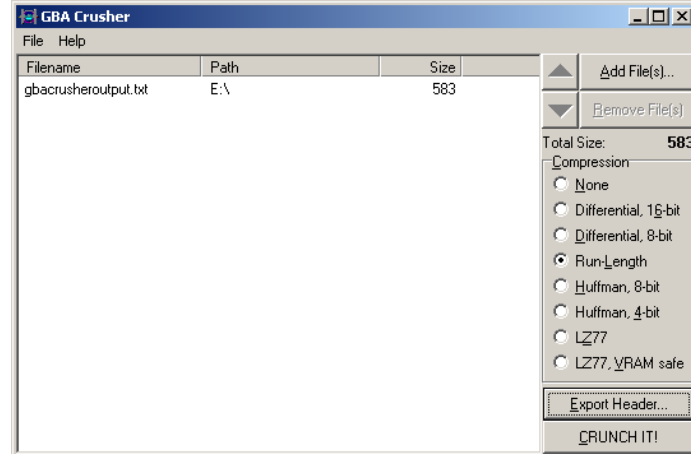 GBA Crusher
File Help
Filename Path Size
gbacrusheroutput.txt E:\ 583
Add File(s)...
Remove File(s)
Total Size: 583
Compression
None
Differential, 16-bit
Differential, 8-bit
Run-Length
Huffman, 8-bit
Huffman, 4-bit
LZ77
LZ77, VRAM safe
Export Header...
CRUNCH IT!